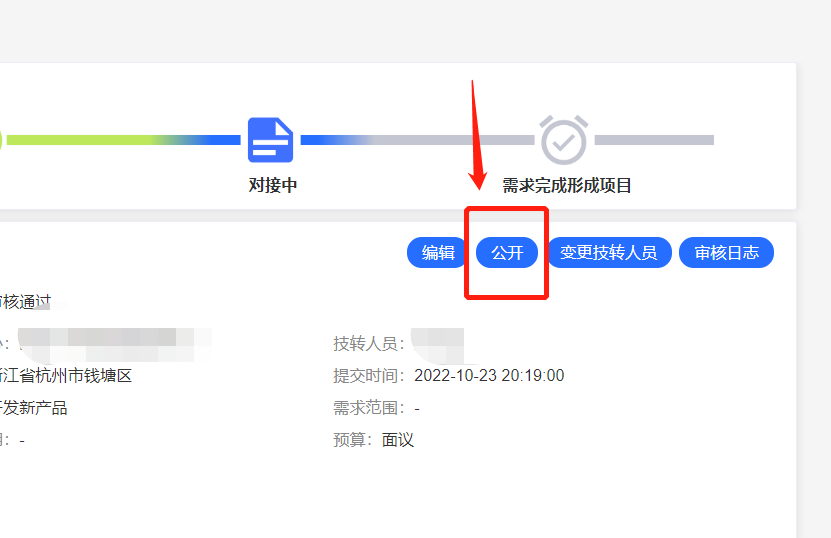 对接中
需求完成形成项目
编辑
公开
变更技转人员
审核日志
核通过
技转人员：
江省杭州市钱塘区
提交时间：2022-10-23 20:19:00
发新产品
需求范围：-
：-
预算：面议